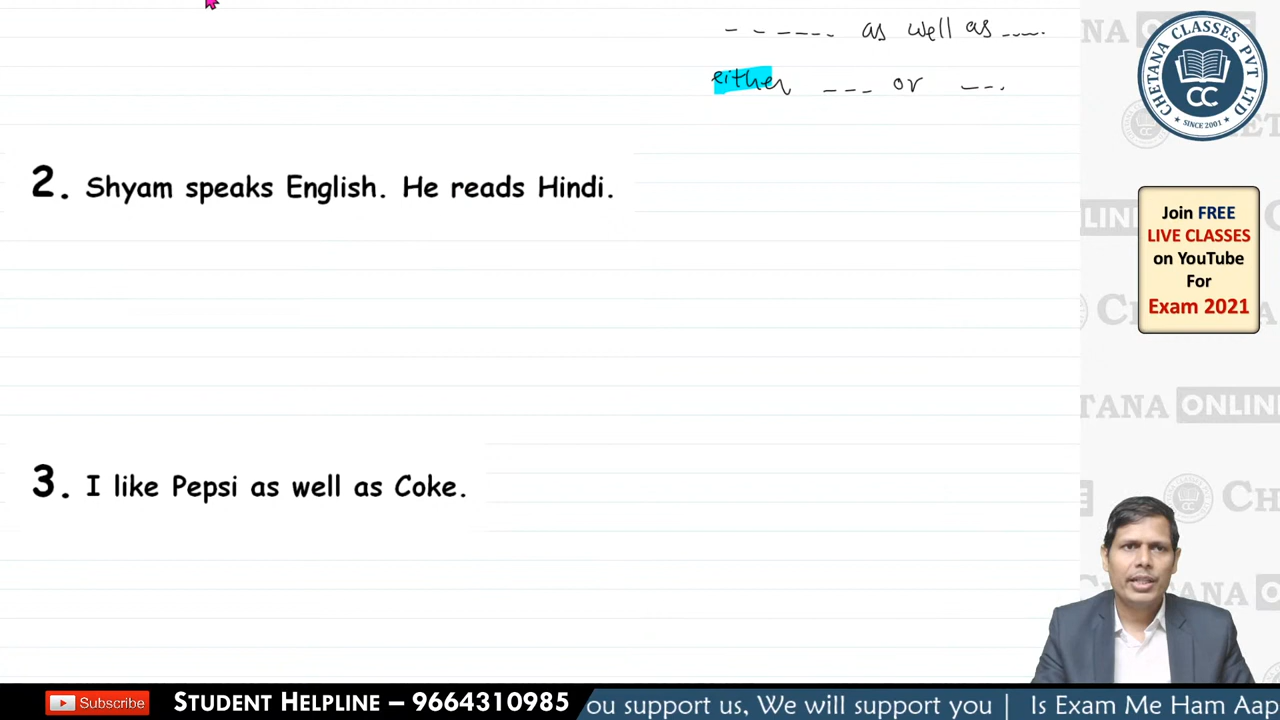 - - - - - - - as well as .....
either - - - or - - -.
2. Shyam speaks English. He reads Hindi.
3. I like Pepsi as well as Coke.
CHETANA CLASSES PVT LTD
CC
★ SINCE 2001 ★
Join FREE
LIVE CLASSES
on YouTube
For
Exam 2021
TANA ONLINE
Subscribe
STUDENT HELPLINE – 9664310985
ou support us, We will support you | Is Exam Me Ham Aap